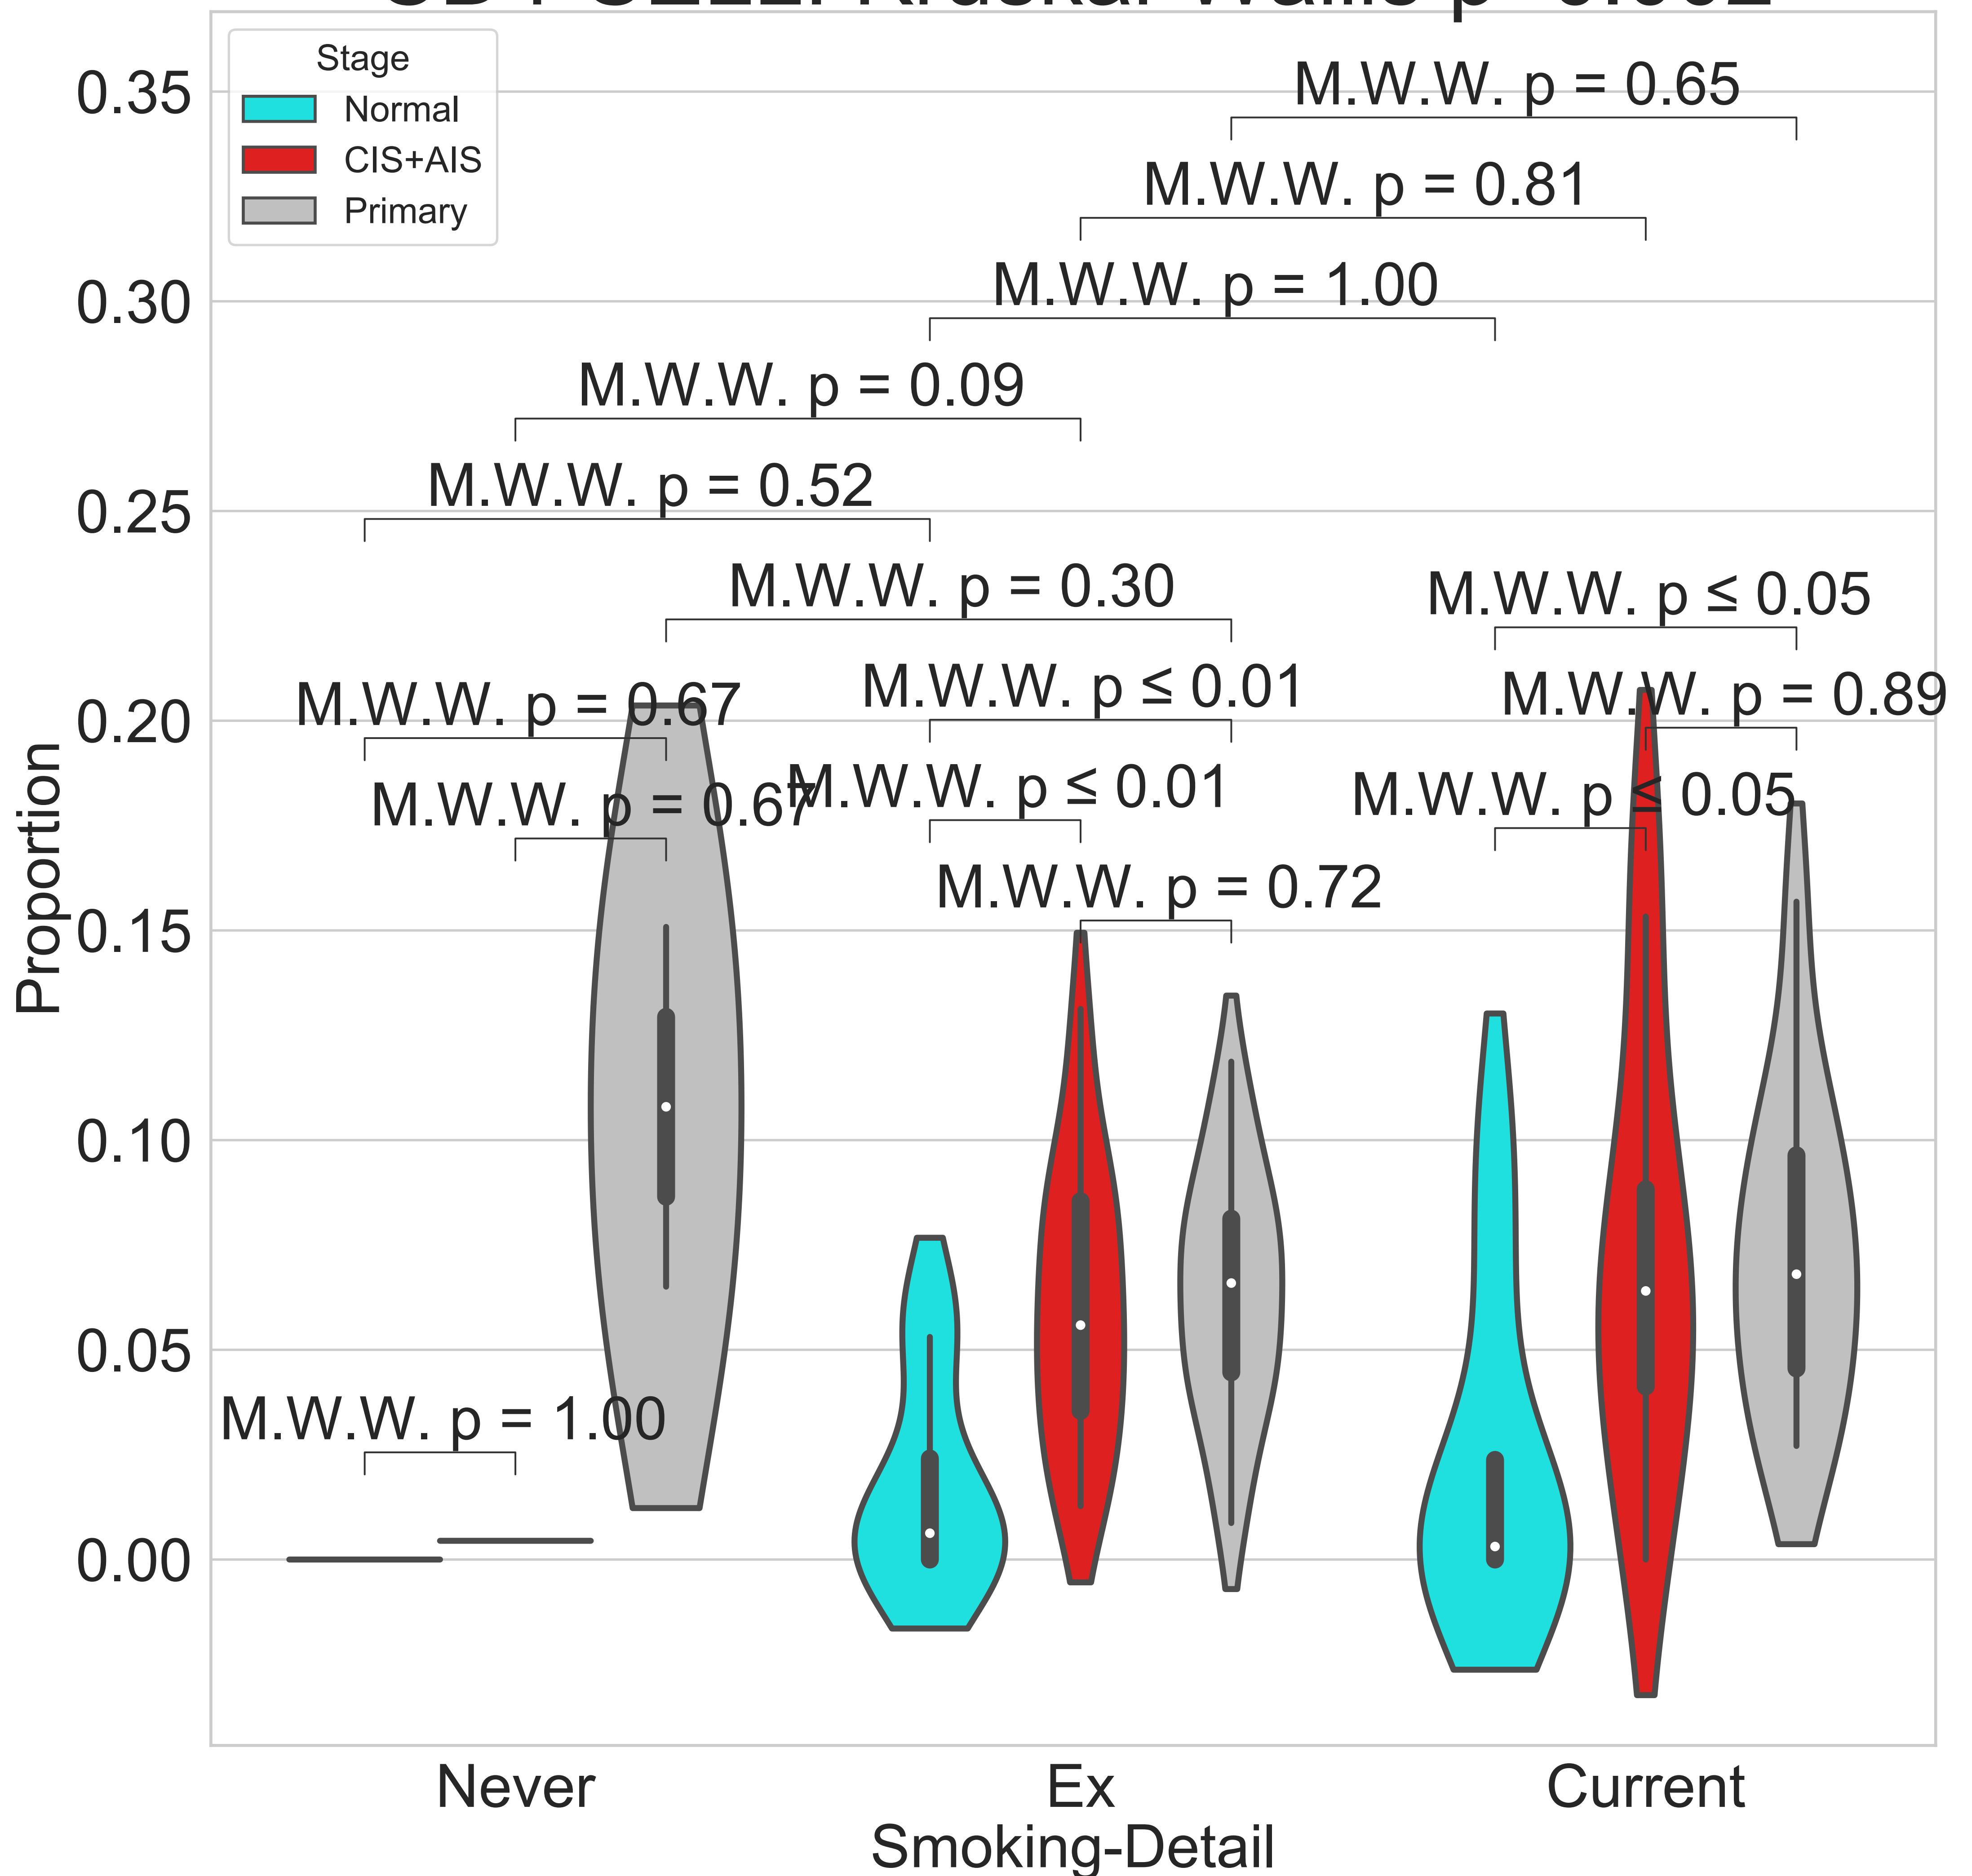 Stage
Normal
CIS+AIS
Primary
0.35
0.30
0.25
0.20
0.15
0.10
0.05
0.00
Proportion
M.W.W. p = 0.65
M.W.W. p = 0.81
M.W.W. p = 1.00
M.W.W. p = 0.09
M.W.W. p = 0.52
M.W.W. p = 0.30
M.W.W. p ≤ 0.05
M.W.W. p ≤ 0.01
M.W.W. p = 0.89
M.W.W. p = 0.67
M.W.W. p ≤ 0.01
M.W.W. p ≤ 0.05
M.W.W. p = 0.67
M.W.W. p = 0.72
M.W.W. p = 1.00
Never
Ex
Current
Smoking-Detail